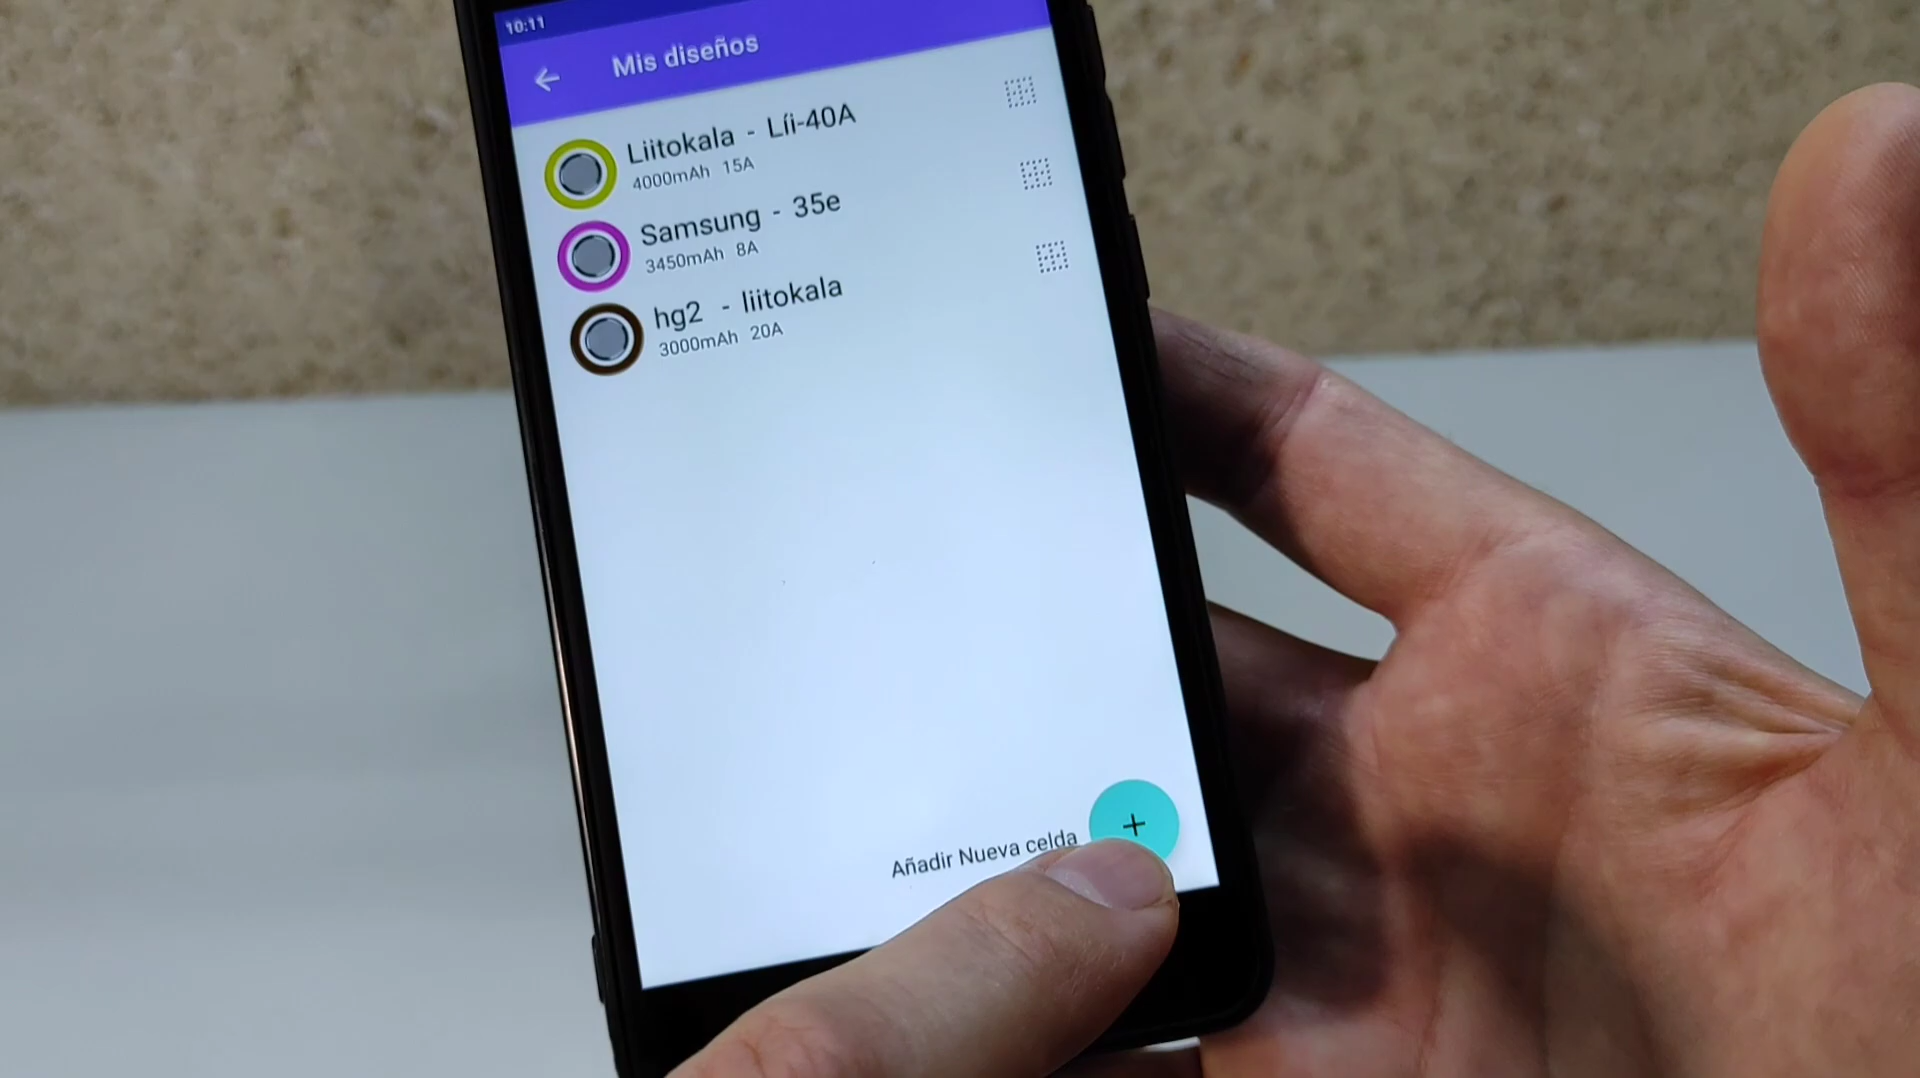 10:11
Mis diseños
Liitokala - Líi-40A
4000mAh 15A
Samsung - 35e
3450mAh 8A
hg2 - liitokala
3000mAh 20A
Añadir Nueva celda
+